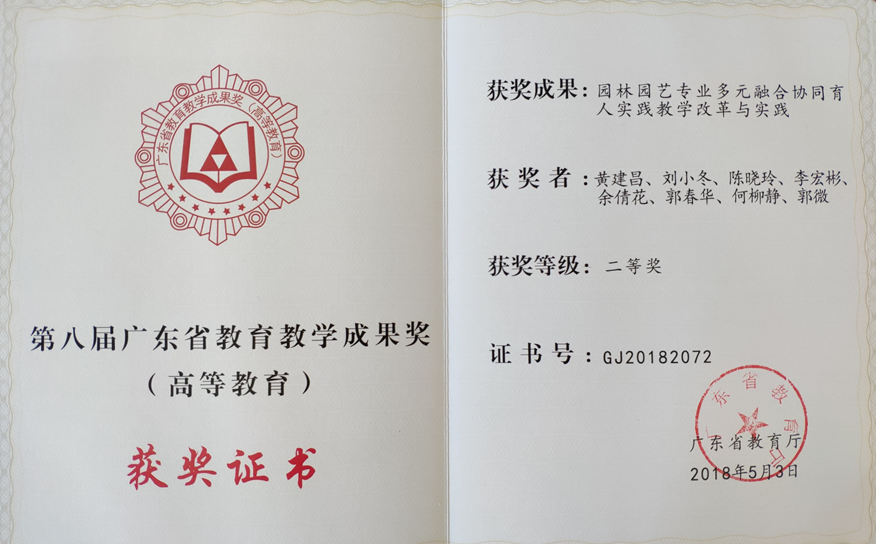 广东省教育教学成果奖(高等教育)
第八届广东省教育教学成果奖
(高等教育)
获奖证书
获奖成果:园林园艺专业多元融合协同育
人实践教学改革与实践
获奖者:黄建昌、刘小冬、陈晓玲、李宏彬、
余倩花、郭春华、何柳静、郭微
获奖等级:二等奖
证书号:GJ20182072
广东省教育厅
广东省教育厅
2018年5月3日